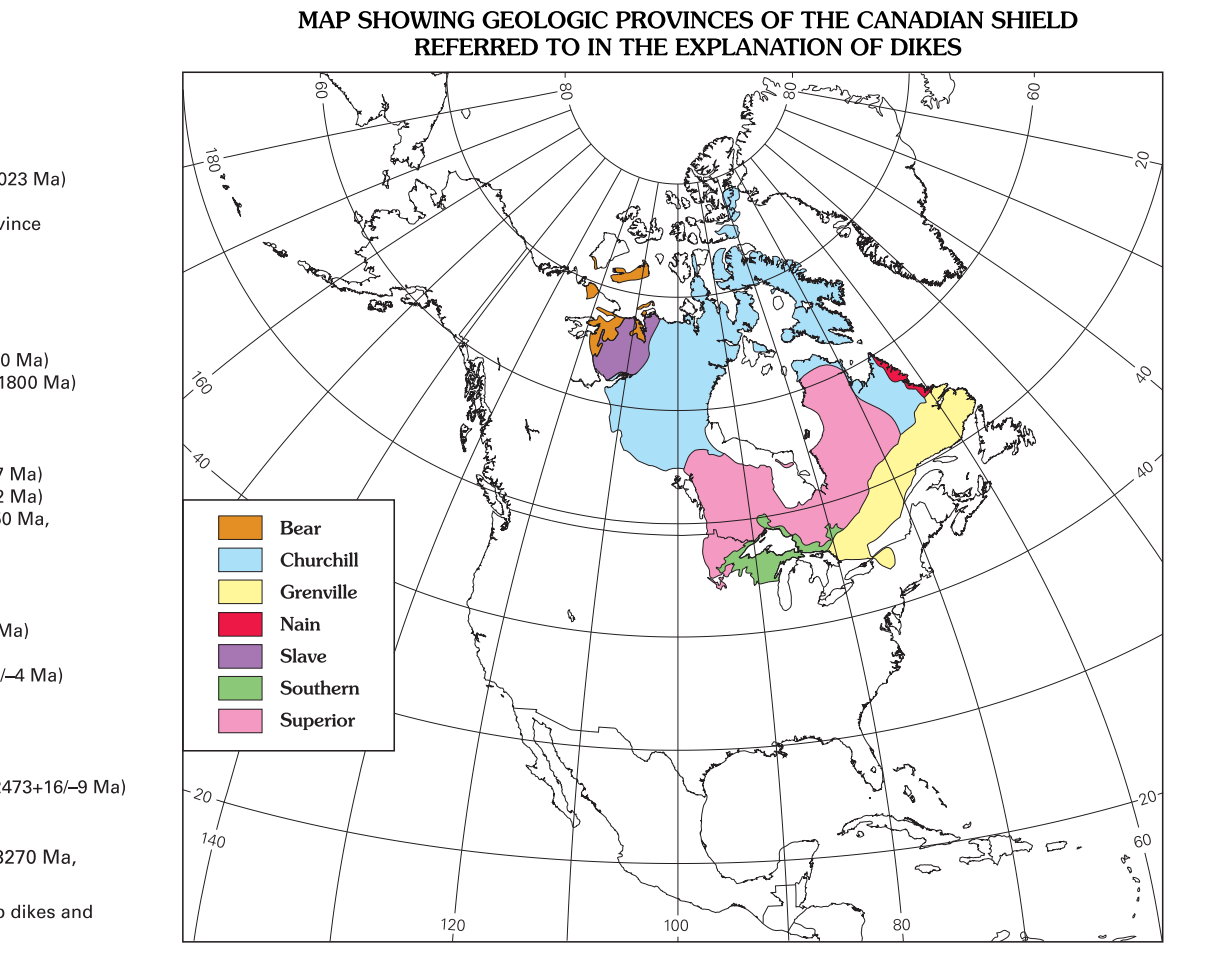 MAP SHOWING GEOLOGIC PROVINCES OF THE CANADIAN SHIELD
REFERRED TO IN THE EXPLANATION OF DIKES
60
80
80
60
180
20
023 Ma)
vince
0 Ma)
1800 Ma)
160
40
40
40
7 Ma)
2 Ma)
50 Ma,
Bear
Churchill
Grenville
Nain
Slave
Southern
Superior
Ma)
/–4 Ma)
2473+16/–9 Ma)
20
20
140
60
3270 Ma,
dikes and
120
100
80